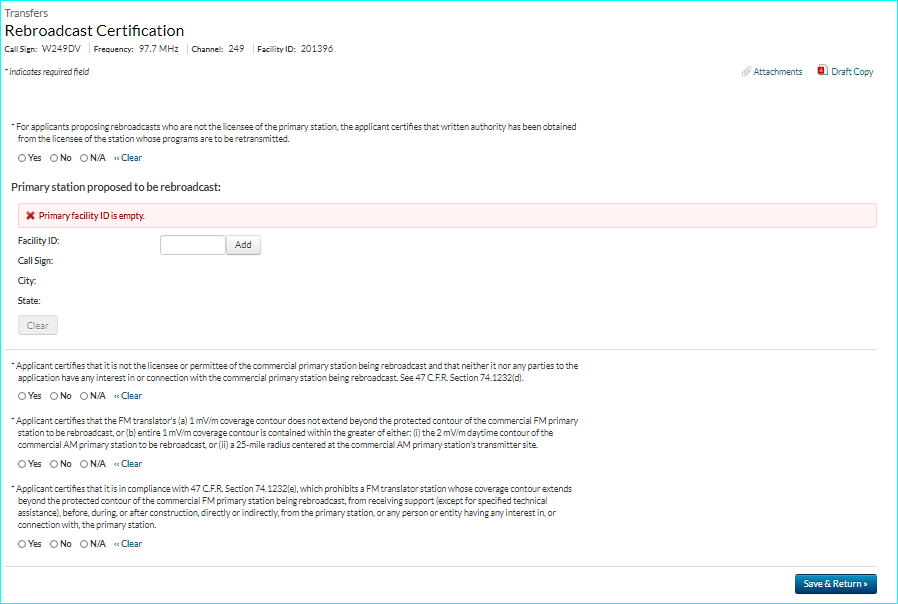 Transfers
Rebroadcast Certification
Call Sign: W249DV Frequency: 97.7 MHz Channel: 249 Facility ID: 201396
* indicates required field
Attachments Draft Copy
* For applicants proposing rebroadcasts who are not the licensee of the primary station, the applicant certifies that written authority has been obtained
from the licensee of the station whose programs are to be retransmitted.
Yes No N/A « Clear
Primary station proposed to be rebroadcast:
Primary facility ID is empty.
Facility ID: Add
Call Sign:
City:
State:
Clear
* Applicant certifies that it is not the licensee or permittee of the commercial primary station being rebroadcast and that neither it nor any parties to the
application have any interest in or connection with the commercial primary station being rebroadcast. See 47 C.F.R. Section 74.1232(d).
Yes No N/A « Clear
* Applicant certifies that the FM translator's (a) 1 mV/m coverage contour does not extend beyond the protected contour of the commercial FM primary
station to be rebroadcast, or (b) entire 1 mV/m coverage contour is contained within the greater of either: (i) the 2 mV/m daytime contour of the
commercial AM primary station to be rebroadcast, or (ii) a 25-mile radius centered at the commercial AM primary station's transmitter site.
Yes No N/A « Clear
* Applicant certifies that it is in compliance with 47 C.F.R. Section 74.1232(e), which prohibits a FM translator station whose coverage contour extends
beyond the protected contour of the commercial FM primary station being rebroadcast, from receiving support (except for specified technical
assistance), before, during, or after construction, directly or indirectly, from the primary station, or any person or entity having any interest in, or
connection with, the primary station.
Yes No N/A « Clear
Save & Return »